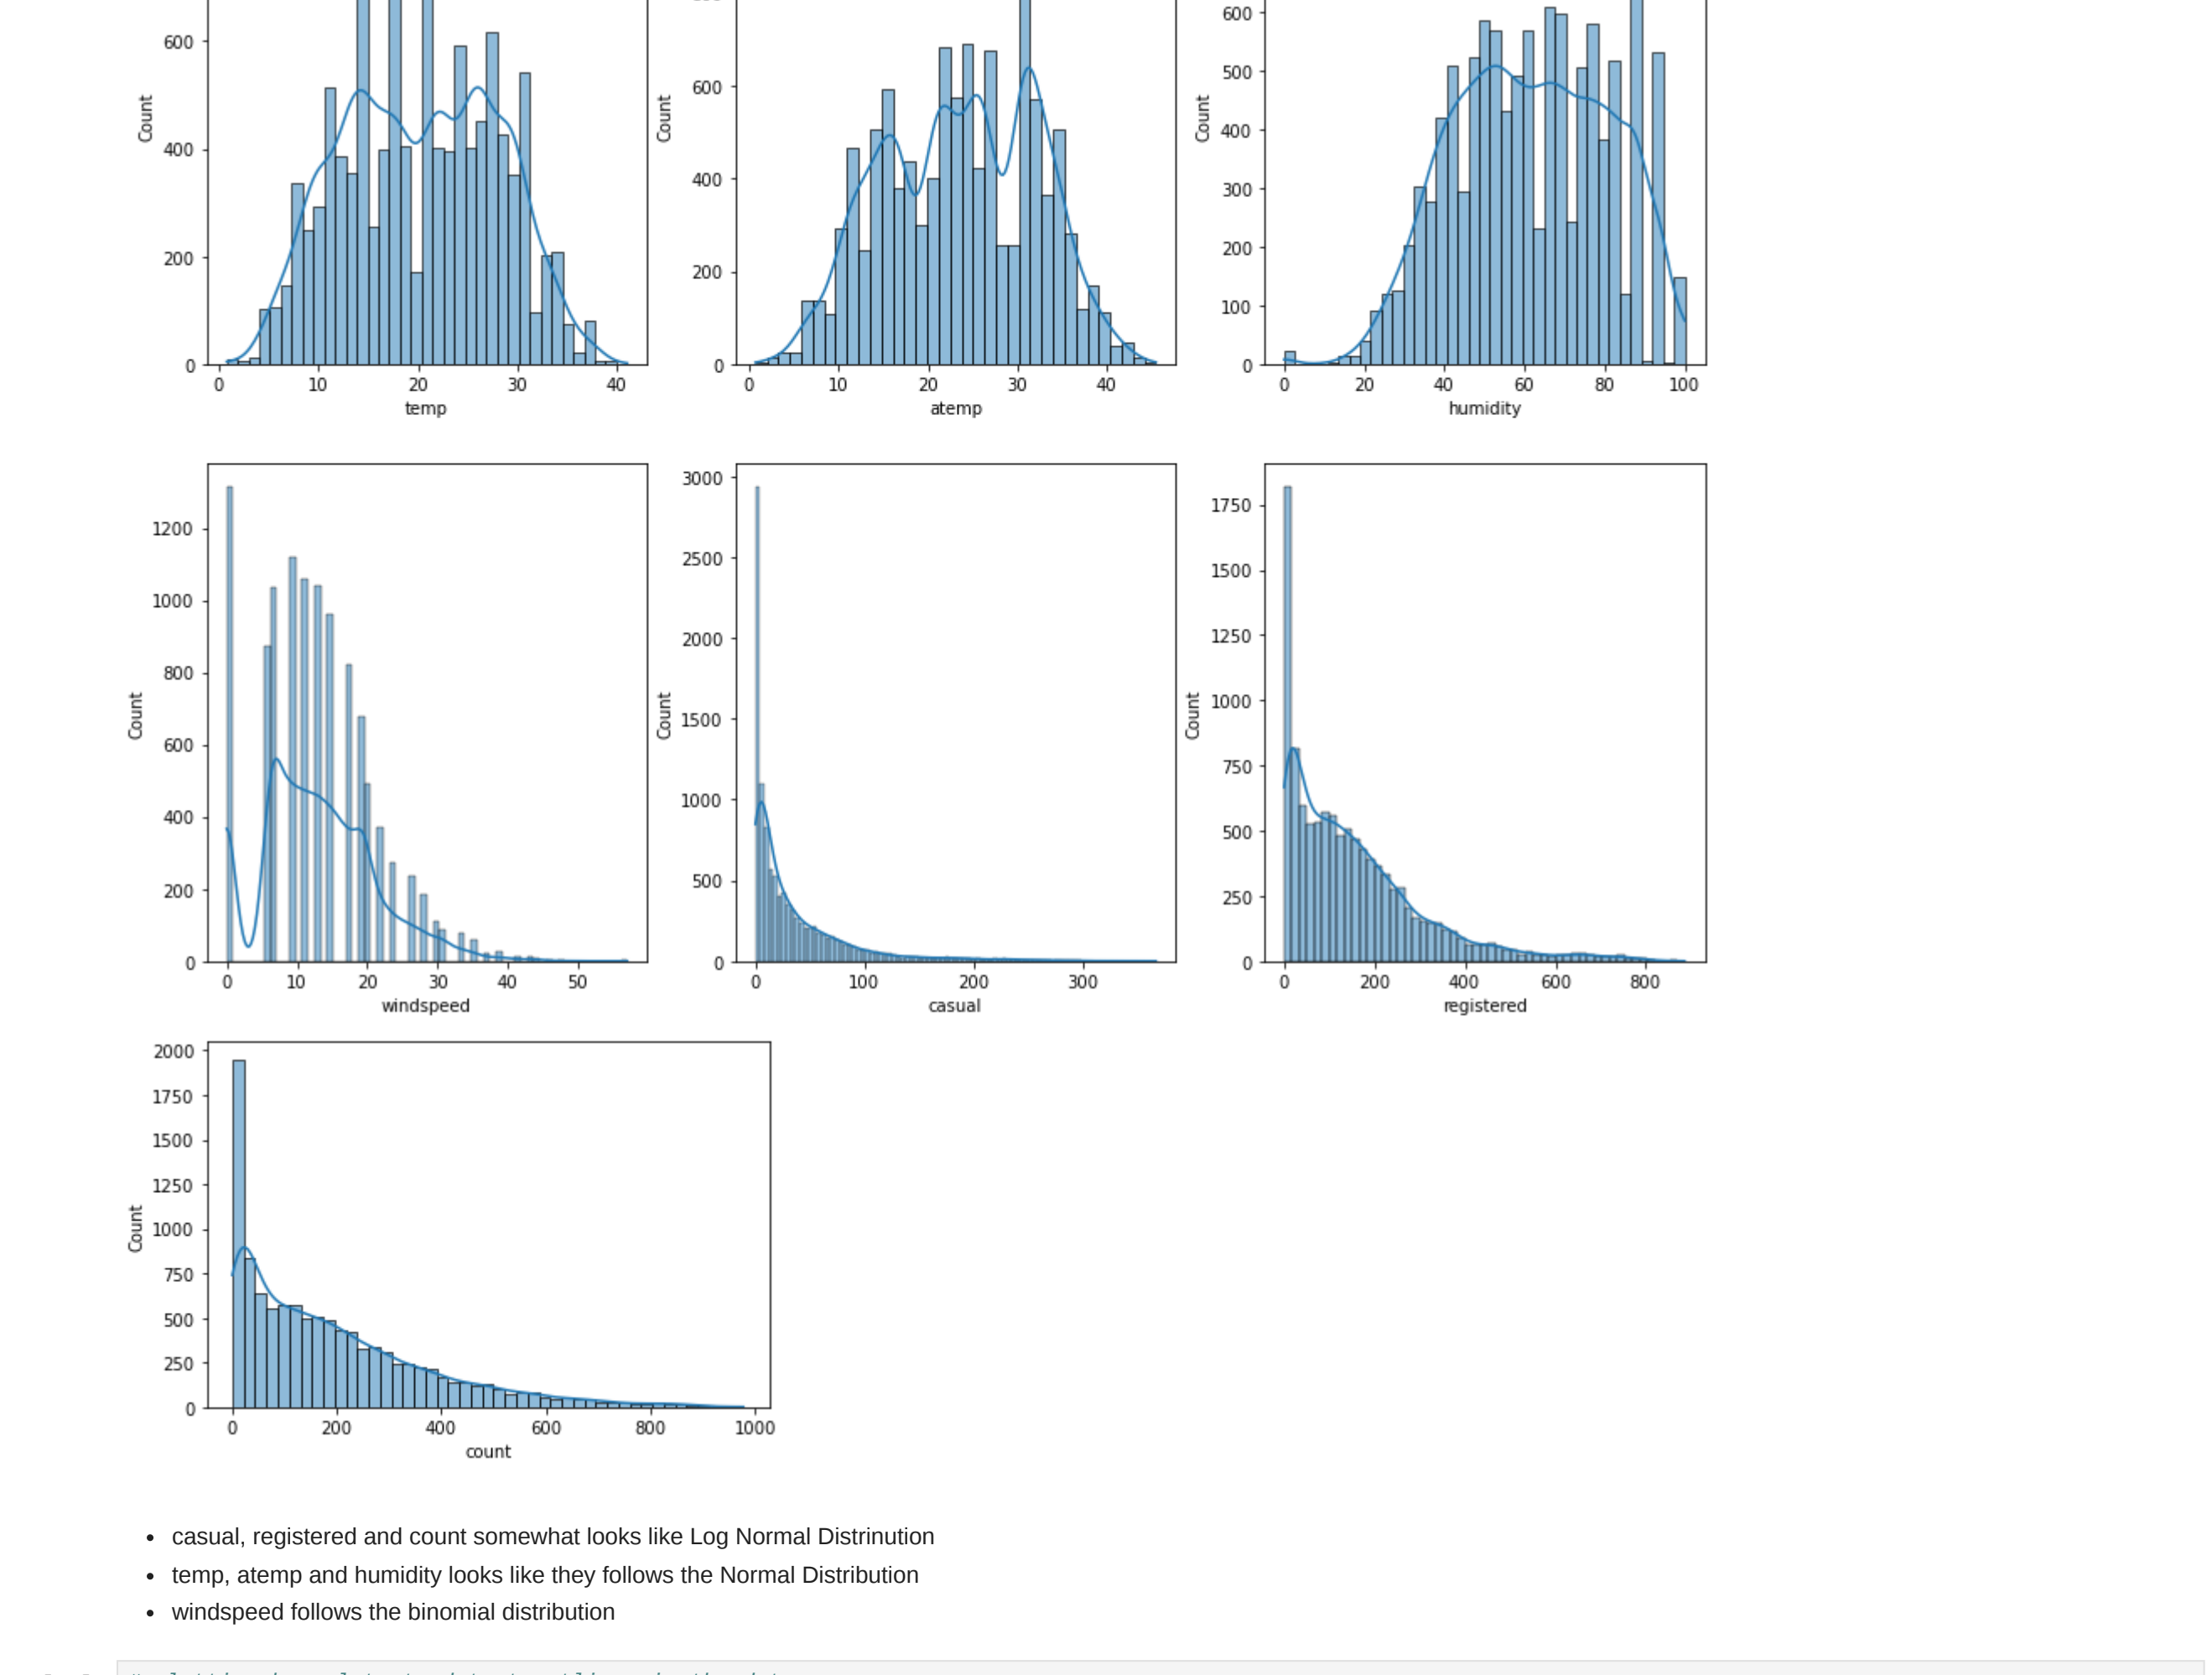 600
400
200
0
Count
0 10 20 30 40
temp
600
400
200
0
Count
0 10 20 30 40
atemp
600
500
400
300
200
100
0
Count
0 20 40 60 80 100
humidity
1200
1000
800
600
400
200
0
Count
0 10 20 30 40 50
windspeed
3000
2500
2000
1500
1000
500
0
Count
0 100 200 300
casual
1750
1500
1250
1000
750
500
250
0
Count
0 200 400 600 800
registered
2000
1750
1500
1250
1000
750
500
250
0
Count
0 200 400 600 800 1000
count
• casual, registered and count somewhat looks like Log Normal Distrinution
• temp, atemp and humidity looks like they follows the Normal Distribution
• windspeed follows the binomial distribution